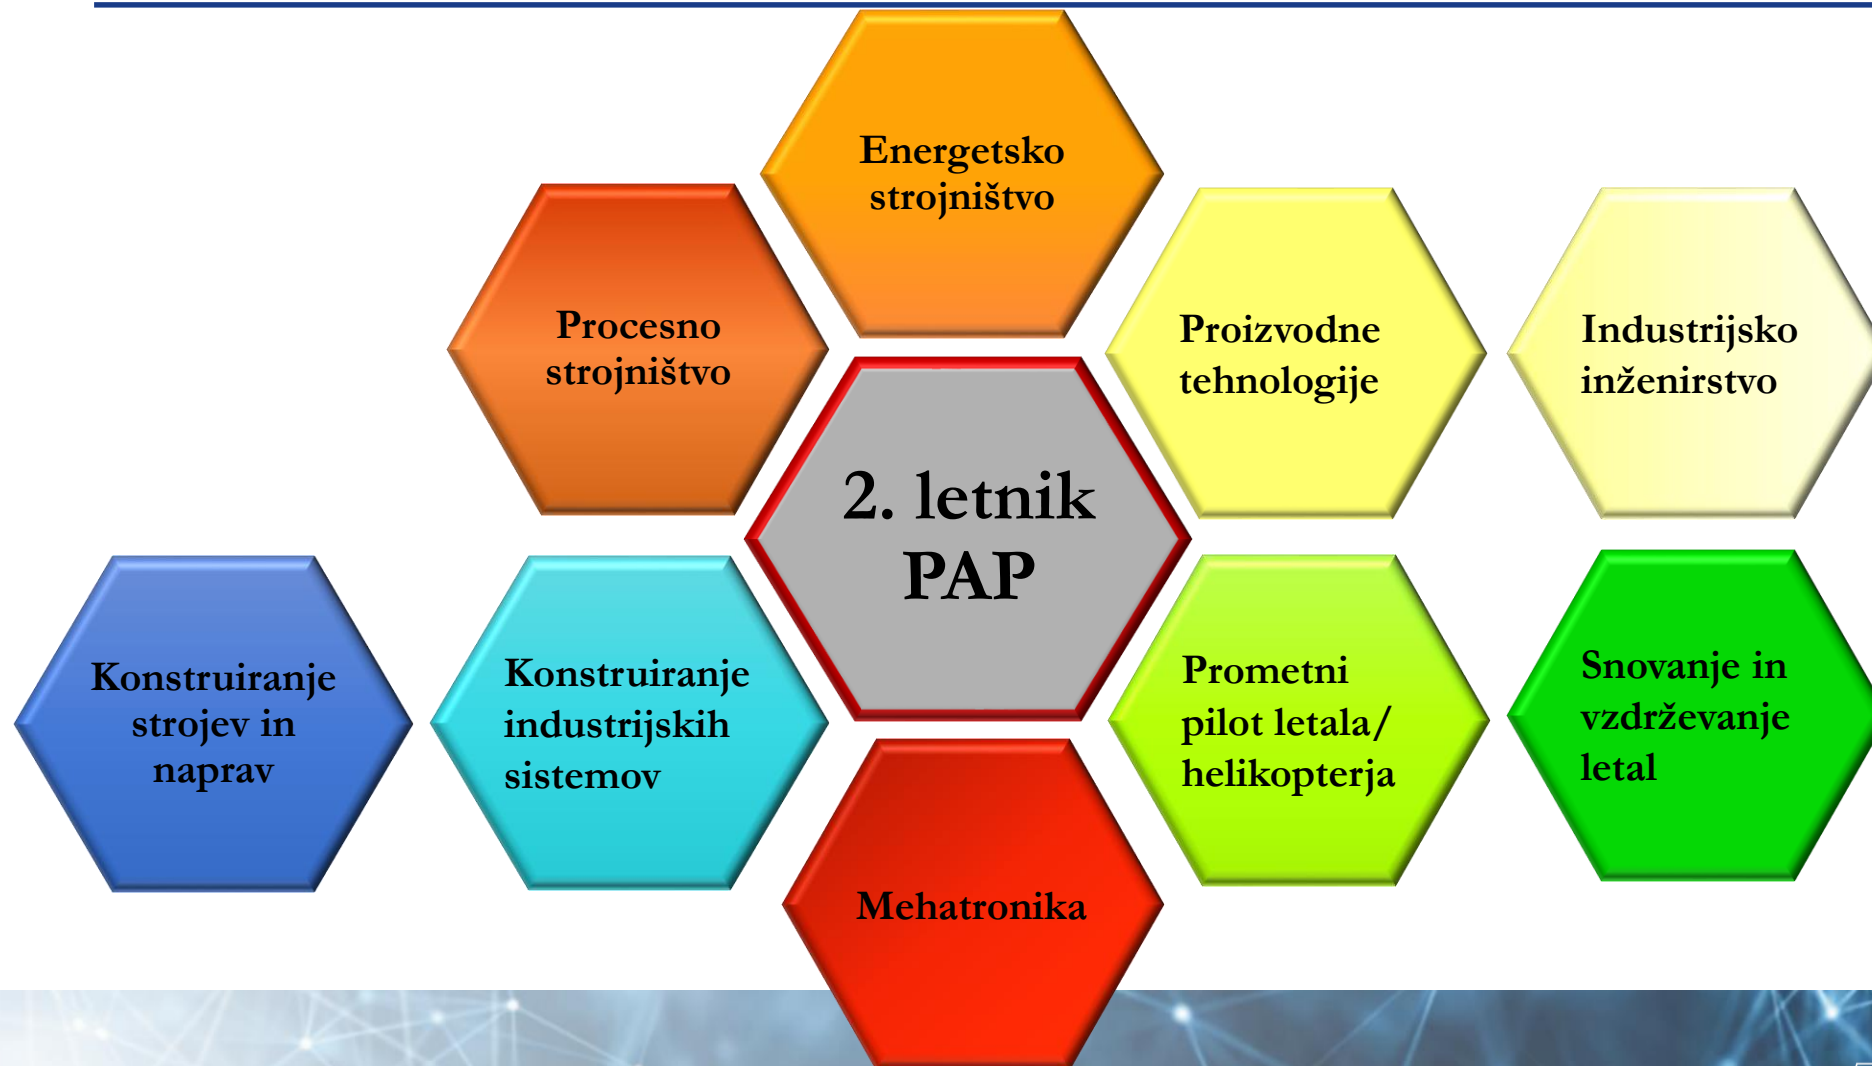 Energetsko
strojništvo
Procesno
strojništvo
Proizvodne
tehnologije
Industrijsko
inženirstvo
2. letnik
PAP
Konstruiranje
strojev in
naprav
Konstruiranje
industrijskih
sistemov
Prometni
pilot letala/
helikopterja
Snovanje in
vzdrževanje
letal
Mehatronika